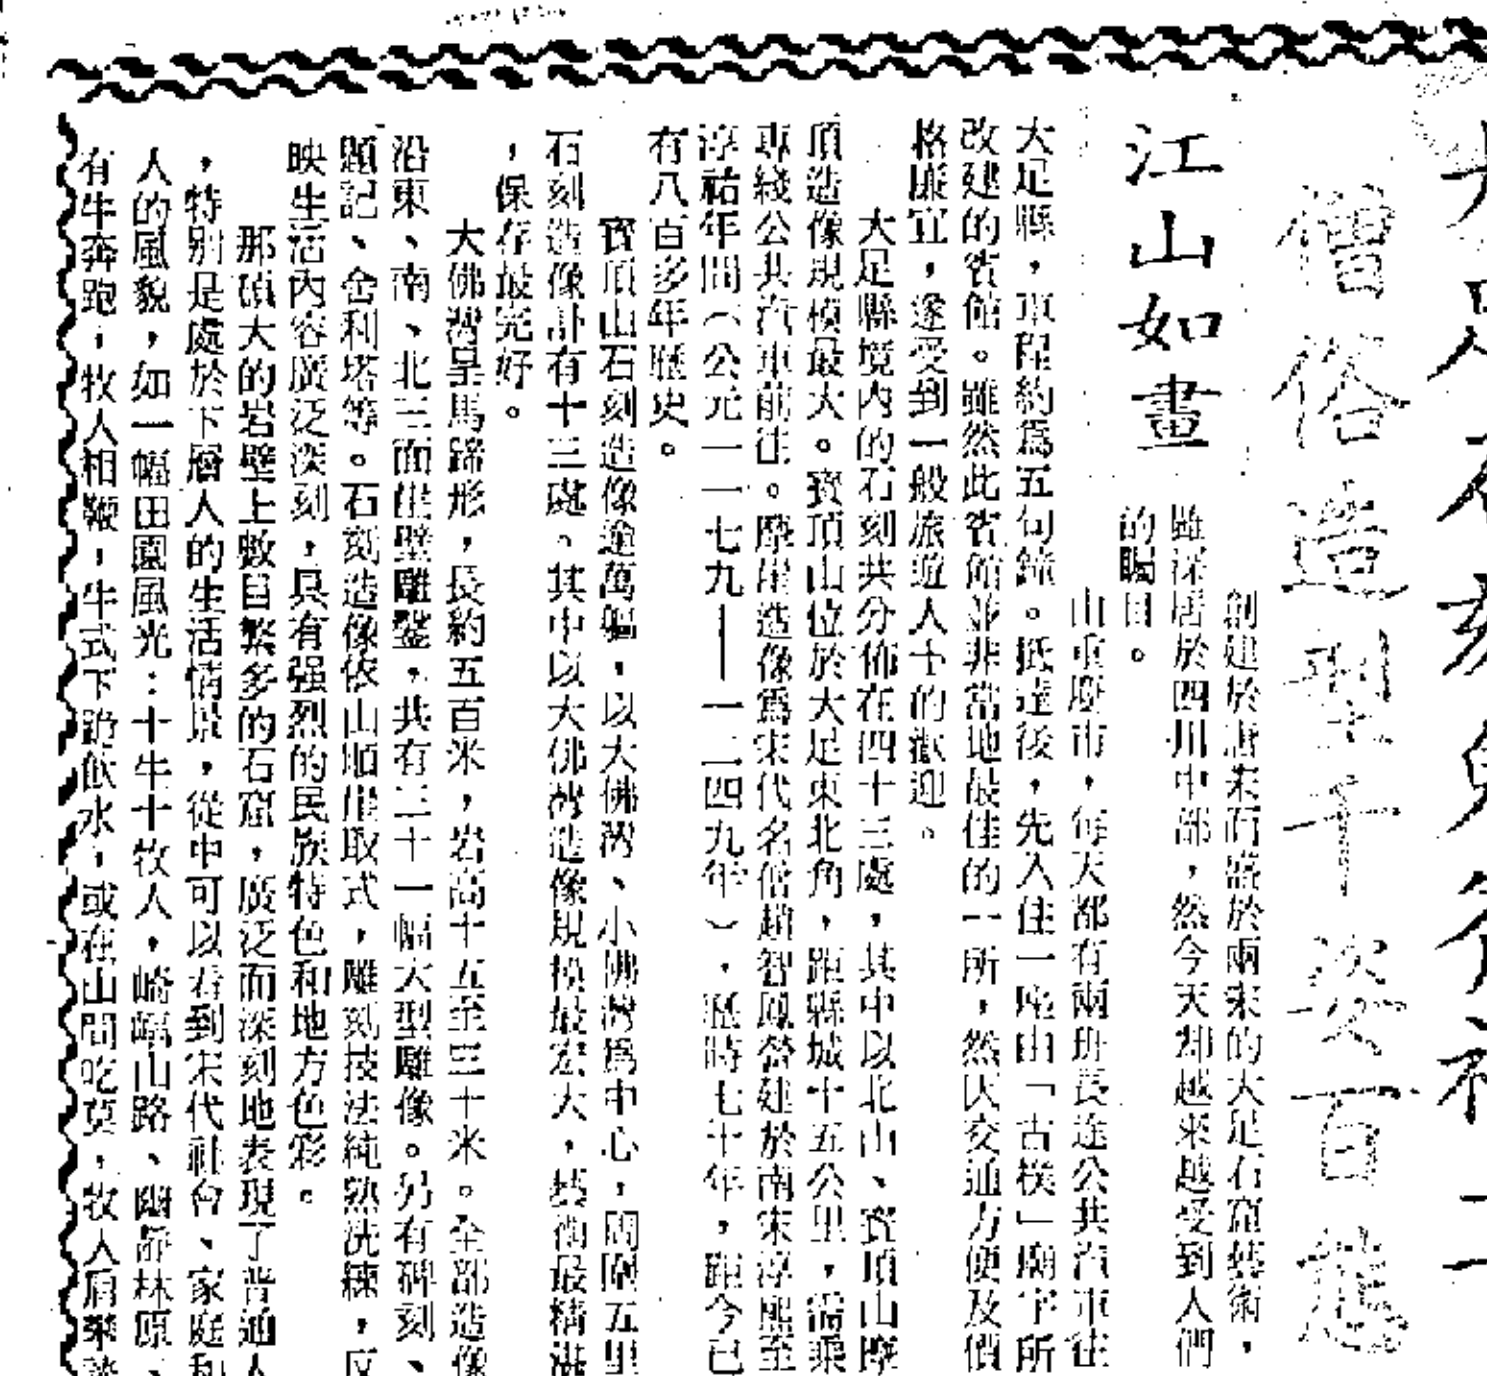 僧俗造型千姿百態
江山如畫
創建於唐宋而盛於兩宋的大足石窟藝術，
雖深居於四川中部，然今天却越來越受到人們
的矚目。
由重慶市，每天都有兩班長途公共汽車往
大足縣，車程約爲五句鐘。抵達後，先入住一座由「古樸」廟宇所
改建的賓館。雖然此賓館並非當地最佳的一所，然因交通方便及價
格廉宜，遂受到一般旅遊人士的歡迎。
大足縣境內的石刻共分佈在四十三處，其中以北山、寶頂山摩
頂造像規模最大。寶頂山位於大足東北角，距縣城十五公里，需乘
專綫公共汽車前往。摩崖造像爲宋代名僧趙智鳳營建於南宋淳熙至
淳祐年間（公元一一七九——一二四九年），歷時七十年，距今已
有八百多年歷史。
寶頂山石刻造像逾萬軀，以大佛灣、小佛灣爲中心，周圍五里
石刻造像計有十三處。其中以大佛灣造像規模最宏大，藝術最精湛
，保存最完好。
大佛灣呈馬蹄形，長約五百米，岩高十五至三十米。全部造像
沿東、南、北三面崖壁雕鑿，共有三十一幅大型雕像。另有碑刻、
題記、舍利塔等。石刻造像依山順崖取式，雕刻技法純熟洗練，反
映生活內容廣泛深刻，具有强烈的民族特色和地方色彩。
那碩大的岩壁上數目繁多的石窟，廣泛而深刻地表現了普通人
，特別是處於下層人的生活情景，從中可以看到宋代社會、家庭和
人的風貌，如一幅田園風光：十牛十牧人，崎嶇山路、幽靜林原、
有牛奔跑，牧人相鞭，牛式下蹄飲水，或在山間吃草，牧人肩